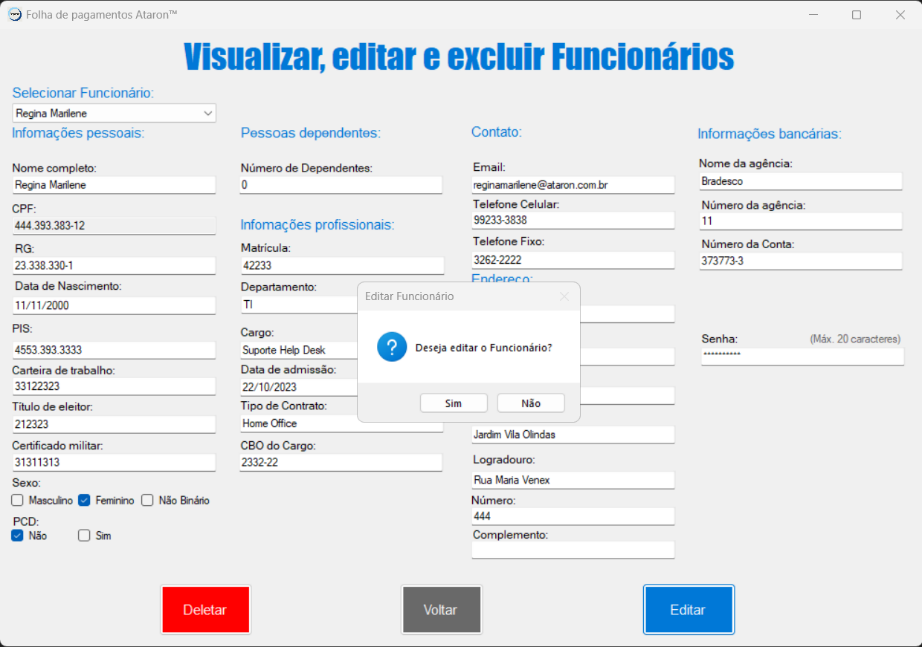 Folha de pagamentos Ataron™
Visualizar, editar e excluir Funcionários
Selecionar Funcionário:
Regina Marilene
Infomações pessoais:
Nome completo:
Regina Marilene
CPF:
444.393.383-12
RG:
23.338.330-1
Data de Nascimento:
11/11/2000
PIS:
4553.393.3333
Carteira de trabalho:
33122323
Título de eleitor:
212323
Certificado militar:
31311313
Sexo:
Masculino Feminino Não Binário
PCD:
Não Sim
Pessoas dependentes:
Número de Dependentes:
0
Infomações profissionais:
Matrícula:
42233
Departamento:
TI
Cargo:
Suporte Help Desk
Data de admissão:
22/10/2023
Tipo de Contrato:
Home Office
CBO do Cargo:
2332-22
Contato:
Email:
reginamarilene@ataron.com.br
Telefone Celular:
99233-3838
Telefone Fixo:
3262-2222
Endereço:
Jardim Vila Olindas
Logradouro:
Rua Maria Venex
Número:
444
Complemento:
Informações bancárias:
Nome da agência:
Bradesco
Número da agência:
11
Número da Conta:
373773-3
Senha: (Máx. 20 caracteres)
**********
Editar Funcionário
?
Deseja editar o Funcionário?
Sim Não
Deletar Voltar Editar